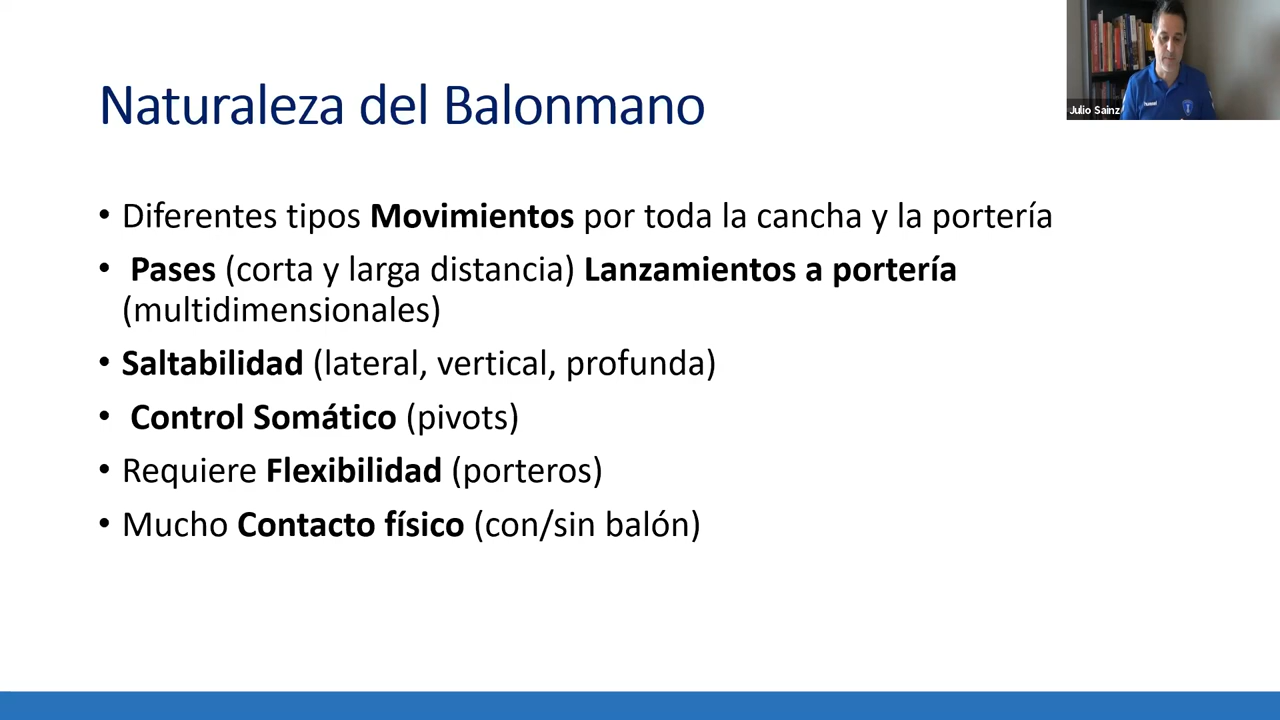 Naturaleza del Balonmano
Julio Sainz
• Diferentes tipos Movimientos por toda la cancha y la portería
• Pases (corta y larga distancia) Lanzamientos a portería
(multidimensionales)
• Saltabilidad (lateral, vertical, profunda)
• Control Somático (pivots)
• Requiere Flexibilidad (porteros)
• Mucho Contacto físico (con/sin balón)